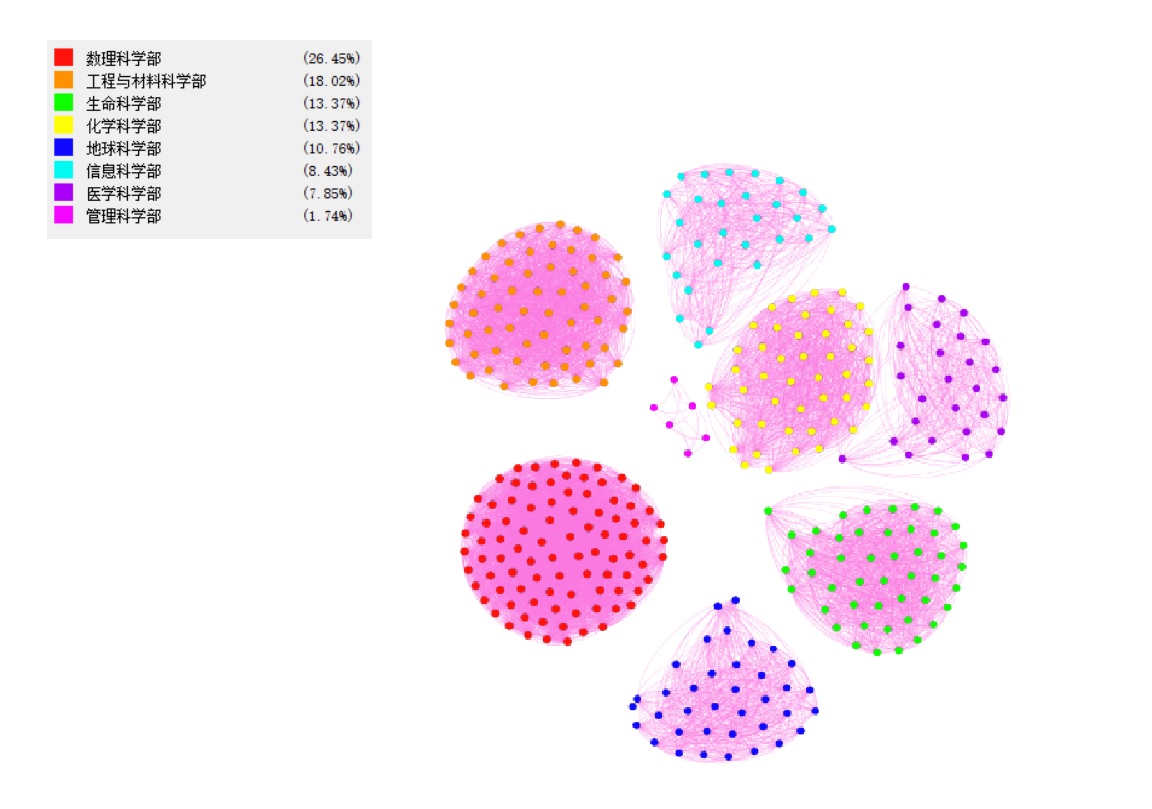 数理科学部 (26.45%)
工程与材料科学部 (18.02%)
生命科学部 (13.37%)
化学科学部 (13.37%)
地球科学部 (10.76%)
信息科学部 (8.43%)
医学科学部 (7.85%)
管理科学部 (1.74%)